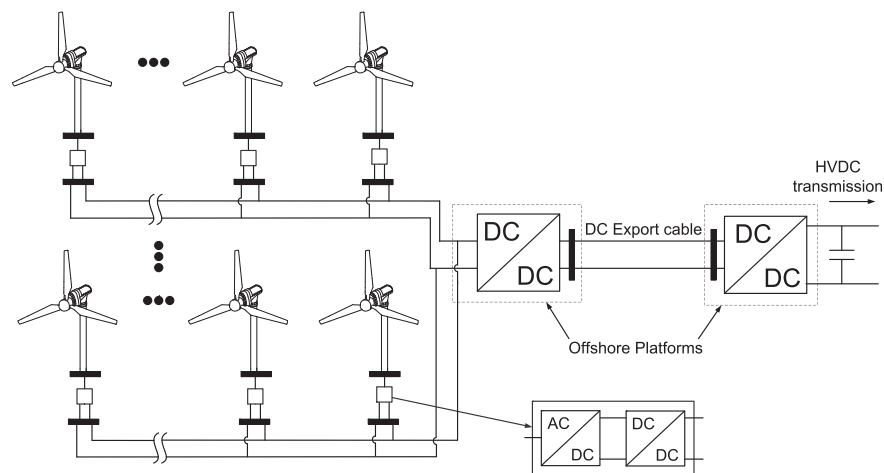 HVDC
transmission
DC
DC
DC Export cable
DC
DC
Offshore Platforms
AC
DC
DC
DC